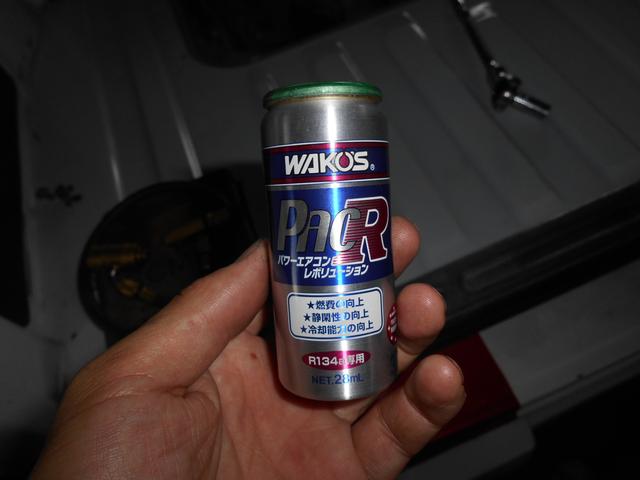 WAKO'S®
PAC R
パワーエアコン
レボリューション
★燃費の向上
★静閑性の向上
★冷却能力の向上
R134a専用
NET.28mL